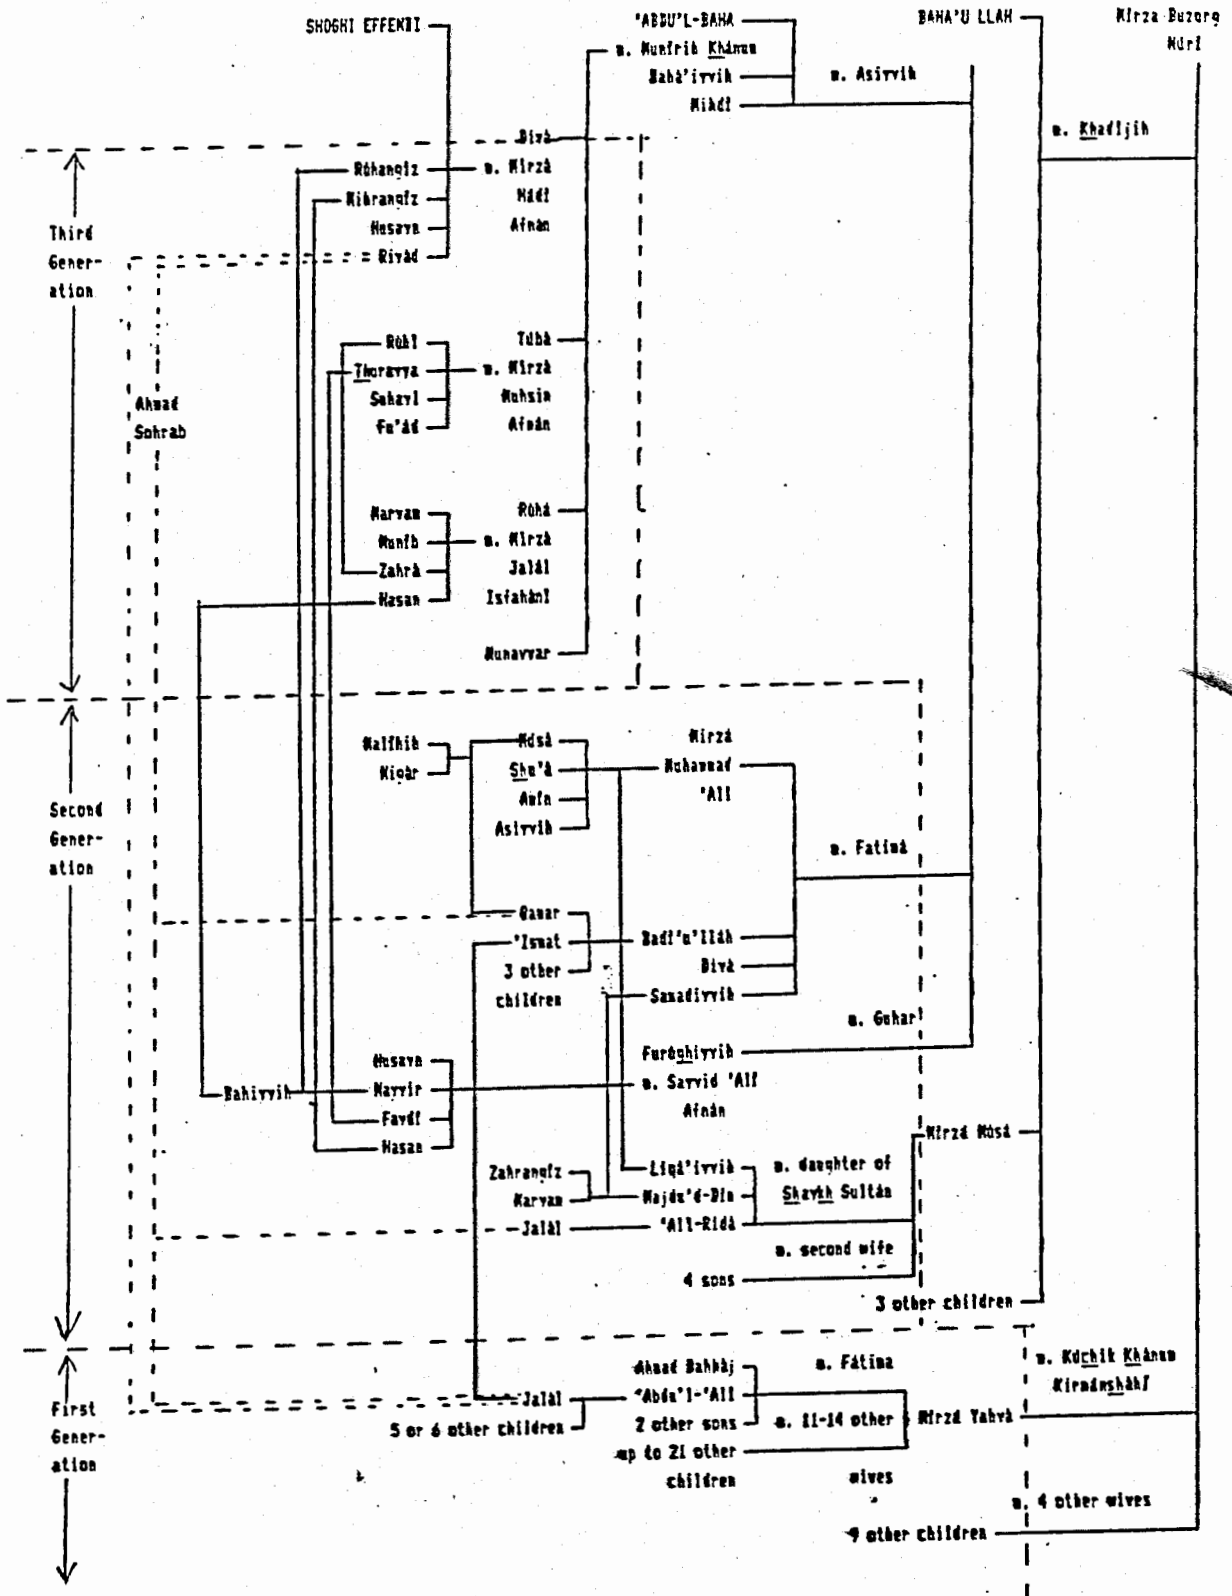 SHOGHI EFFENDI
'ABDU'L-BAHA
BAHA'U LLAH
Mirza Buzorg
Núrí
m. Munírih Khánum
Bahá'iyyih
Mihdí
m. Asiyyih
m. Khadíjih
Third
Gener-
ation
Ḍiyá
Rúhangíz
m. Mírzá
Mihrangíz
Hádí
Husayn
Afnán
Riyád
Ahmad
Sohrab
Rúhí
Túbá
Thorayya
m. Mírzá
Suhayl
Muhsin
Fu'ád
Afnán
Maryam
Rúhá
Muníb
m. Mírzá
Zahrá
Jalál
Hasan
Isfahání
Munavvar
Second
Gener-
ation
Malíhih
Nigár
Músá
Shu'á
Amín
Asiyyih
Mírzá
Muhammad
'Alí
m. Fatimá
Qamar
'Ismat
3 other
children
Badí'u'lláh
Ḍiyá
Samadiyyih
m. Guhar
Furúghiyyih
m. Sayyid 'Alí
Afnán
Husayn
Bahiyyih
Nayyir
Faydí
Hasan
Mírzá Músá
Zahrangíz
Maryam
Liqá'iyyih
Majdu'd-Dín
m. daughter of
Shaykh Sultán
Jalál
'Alí-Ridá
m. second wife
4 sons
3 other children
First
Gener-
ation
Ahmad Bahháj
m. Fátima
m. Kúchik Khánum
Kirmánsháhí
Jalál
'Abdu'l-'Alí
5 or 6 other children
2 other sons
m. 11-14 other
Mírzá Yahyá
up to 21 other
children
wives
m. 4 other wives
9 other children